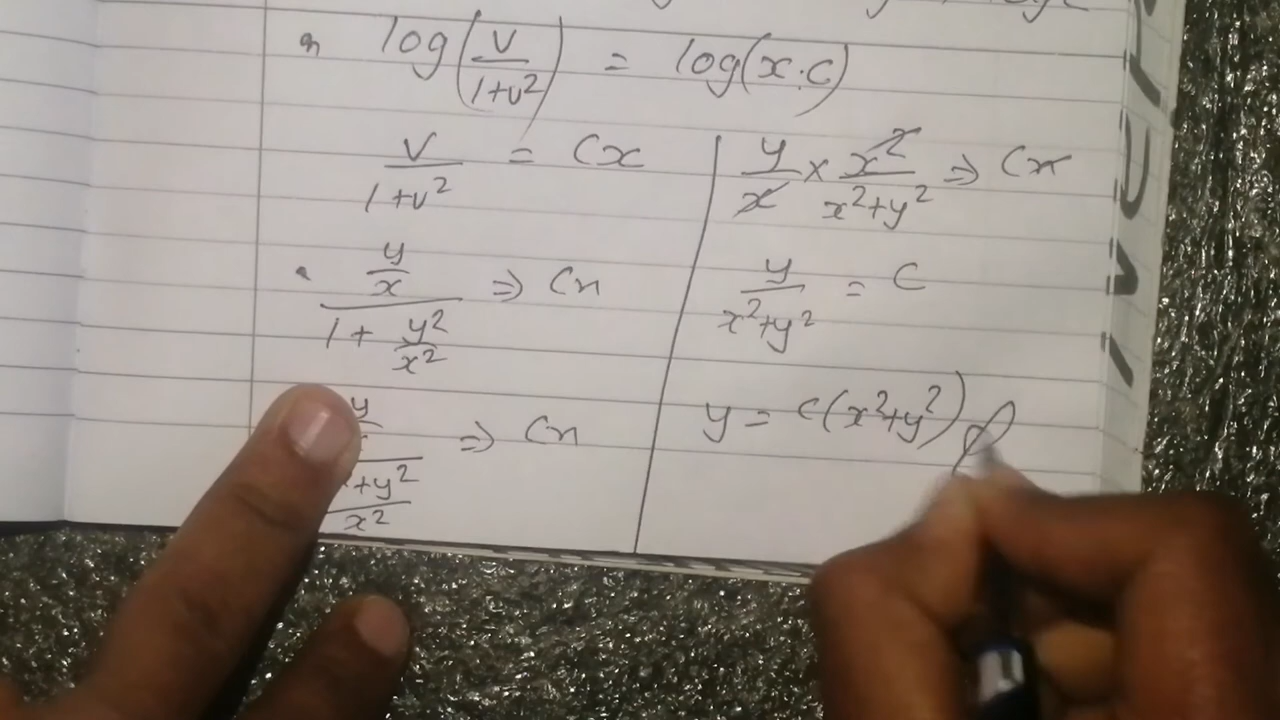 log(v/(1+v²)) = log(x.c)
v/(1+v²) = Cx
(y/x)/(1 + y²/x²) ⇒ Cx
y +y²/x² ⇒ Cx
y/x × x²/(x²+y²) ⇒ Cx
y/(x²+y²) = C
y = c(x²+y²)